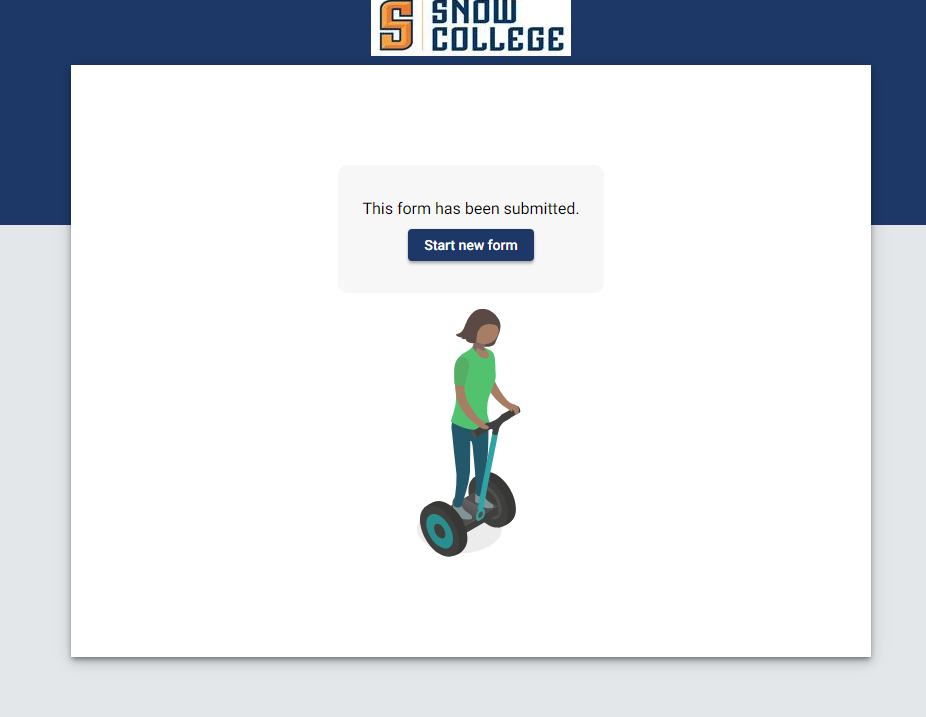 SNOW
COLLEGE
This form has been submitted.
Start new form